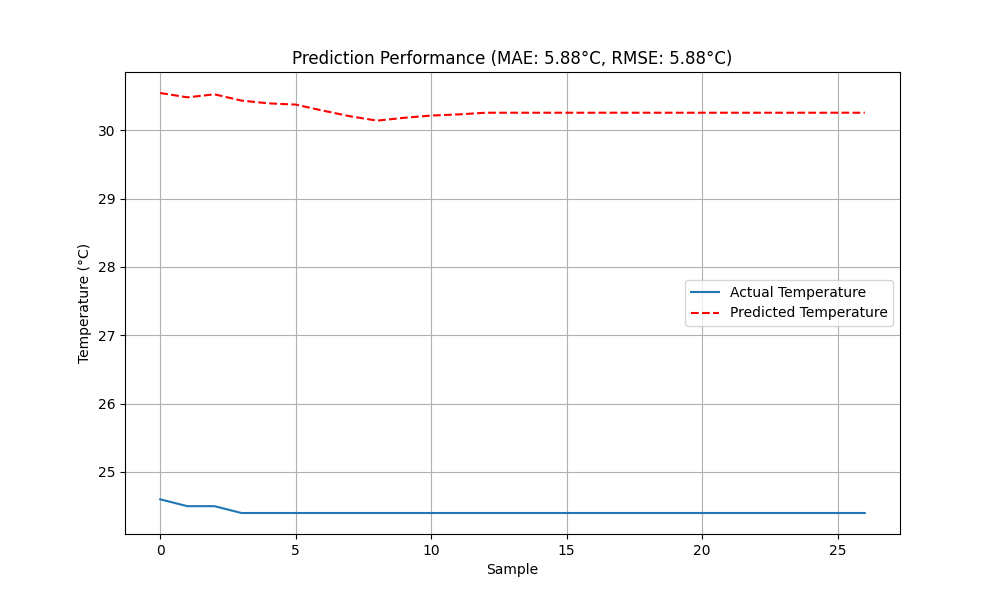 Prediction Performance (MAE: 5.88°C, RMSE: 5.88°C)
30
29
28
27
26
25
Temperature (°C)
Actual Temperature
Predicted Temperature
0 5 10 15 20 25
Sample